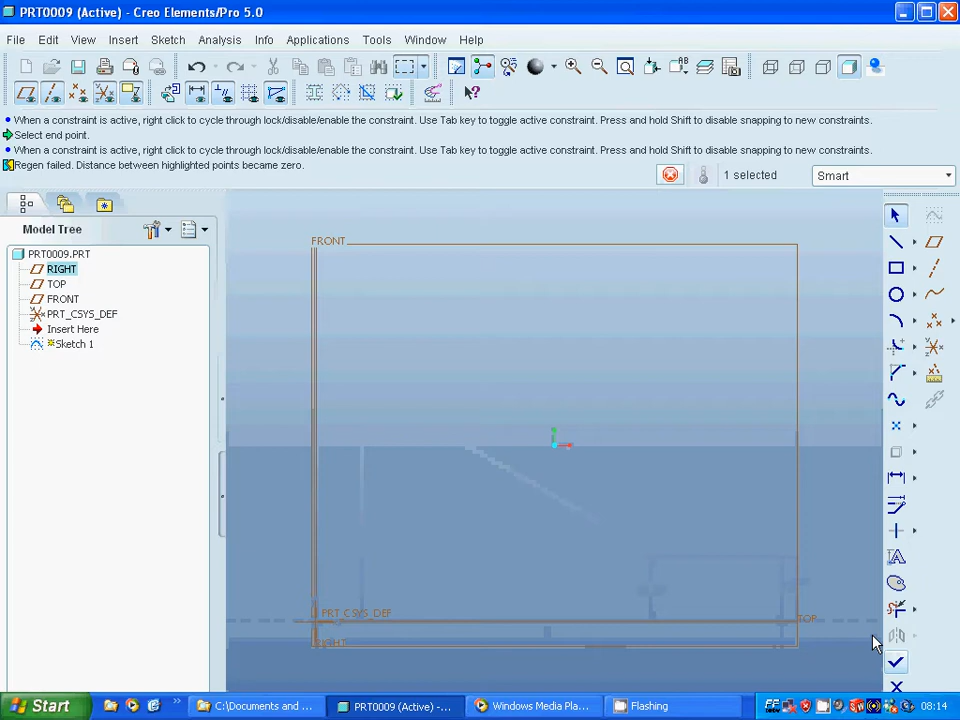 PRT0009 (Active) - Creo Elements/Pro 5.0
File Edit View Insert Sketch Analysis Info Applications Tools Window Help
When a constraint is active, right click to cycle through lock/disable/enable the constraint. Use Tab key to toggle active constraint. Press and hold Shift to disable snapping to new constraints.
Select end point.
When a constraint is active, right click to cycle through lock/disable/enable the constraint. Use Tab key to toggle active constraint. Press and hold Shift to disable snapping to new constraints.
Regen failed. Distance between highlighted points became zero.
1 selected
Smart
Model Tree
PRT0009.PRT
RIGHT
TOP
FRONT
PRT_CSYS_DEF
Insert Here
*Sketch 1
FRONT
PRT_CSYS_DEF
TOP
RIGHT
Start
C:\Documents and ...
PRT0009 (Active) -...
Windows Media Pla...
Flashing
08:14